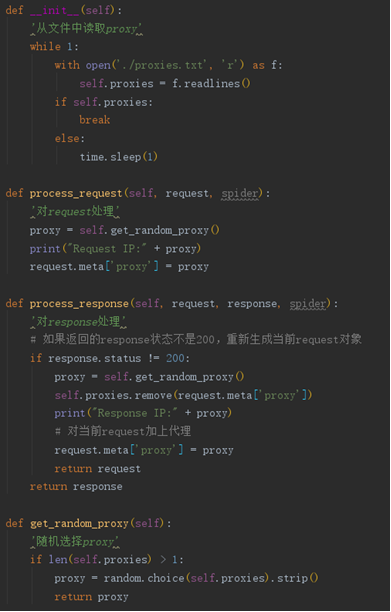 def __init__(self):
    '从文件中读取proxy'
    while 1:
        with open('./proxies.txt', 'r') as f:
            self.proxies = f.readlines()
        if self.proxies:
            break
        else:
            time.sleep(1)

def process_request(self, request, spider):
    '对request处理'
    proxy = self.get_random_proxy()
    print("Request IP:" + proxy)
    request.meta['proxy'] = proxy

def process_response(self, request, response, spider):
    '对response处理'
    # 如果返回的response状态不是200，重新生成当前request对象
    if response.status != 200:
        proxy = self.get_random_proxy()
        self.proxies.remove(request.meta['proxy'])
        print("Response IP:" + proxy)
        # 对当前request加上代理
        request.meta['proxy'] = proxy
        return request
    return response

def get_random_proxy(self):
    '随机选择proxy'
    if len(self.proxies) > 1:
        proxy = random.choice(self.proxies).strip()
        return proxy